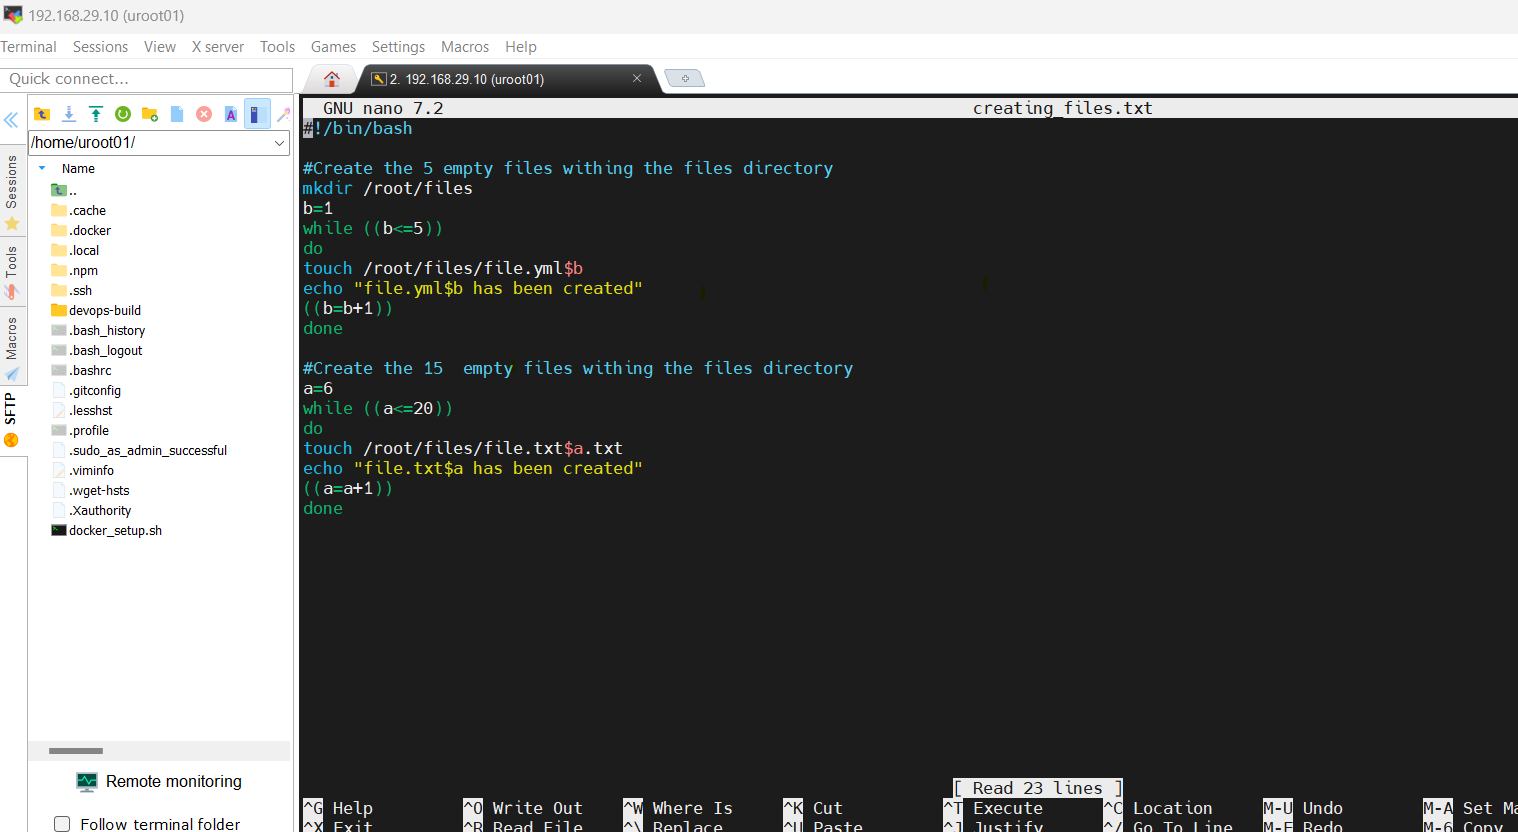 192.168.29.10 (uroot01)
Terminal Sessions View X server Tools Games Settings Macros Help
Quick connect...
2. 192.168.29.10 (uroot01)
/home/uroot01/
Name
..
.cache
.docker
.local
.npm
.ssh
devops-build
.bash_history
.bash_logout
.bashrc
.gitconfig
.lesshst
.profile
.sudo_as_admin_successful
.viminfo
.wget-hsts
.Xauthority
docker_setup.sh
Sessions
Tools
Macros
SFTP
Remote monitoring
Follow terminal folder
GNU nano 7.2 creating_files.txt
#!/bin/bash
#Create the 5 empty files withing the files directory
mkdir /root/files
b=1
while ((b<=5))
do
touch /root/files/file.yml$b
echo "file.yml$b has been created"
((b=b+1))
done
#Create the 15  empty files withing the files directory
a=6
while ((a<=20))
do
touch /root/files/file.txt$a.txt
echo "file.txt$a has been created"
((a=a+1))
done
[ Read 23 lines ]
^G Help ^O Write Out ^W Where Is ^K Cut ^T Execute ^C Location M-U Undo M-A Set Ma
^X Exit ^R Read File ^\ Replace ^U Paste ^J Justify ^/ Go To Line M-E Redo M-6 Copy